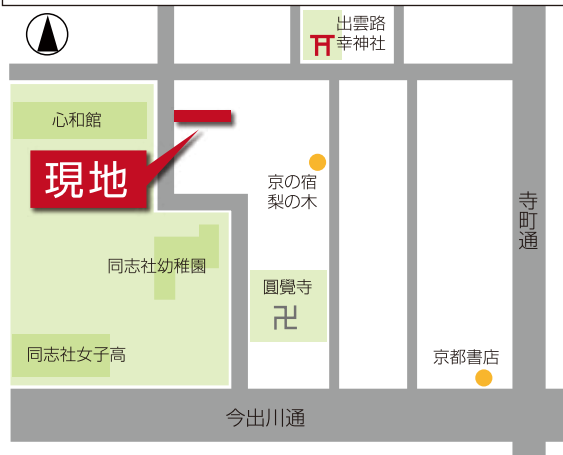 出雲路
幸神社
心和館
現地
京の宿
梨の木
寺町通
同志社幼稚園
圓覺寺
卍
同志社女子高
京都書店
今出川通